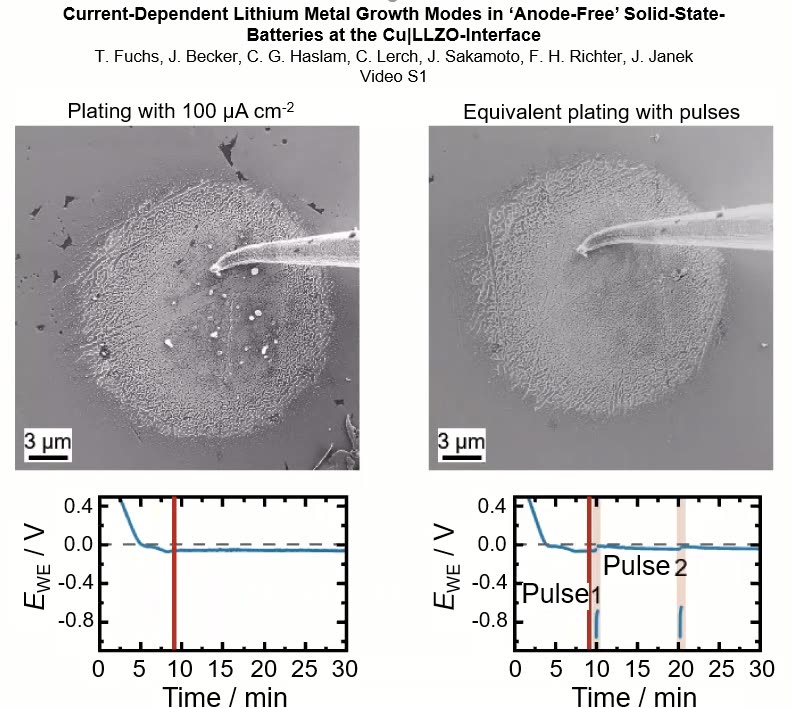 Current-Dependent Lithium Metal Growth Modes in ‘Anode-Free’ Solid-State-
Batteries at the Cu|LLZO-Interface
T. Fuchs, J. Becker, C. G. Haslam, C. Lerch, J. Sakamoto, F. H. Richter, J. Janek
Video S1
Plating with 100 µA cm-2
Equivalent plating with pulses
3 µm
3 µm
0.4
0.0
-0.4
-0.8
EWE / V
0 5 10 15 20 25 30
Time / min
0.4
0.0
-0.4
-0.8
EWE / V
Pulse 2
Pulse1
0 5 10 15 20 25 30
Time / min